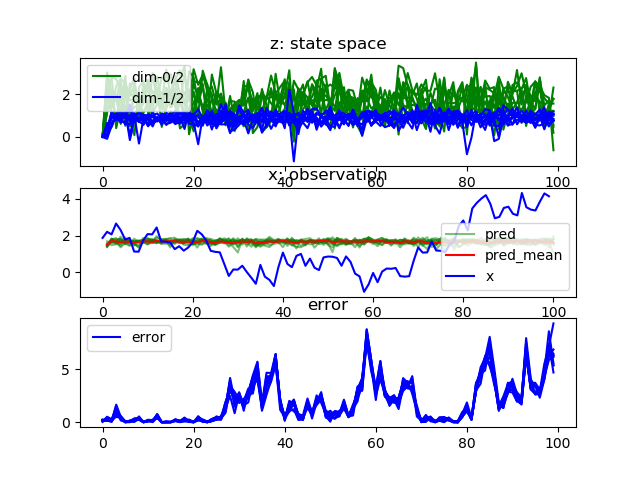 z: state space
dim-0/2
dim-1/2
2
0
0 20 40 60 80 100
x: observation
4
2
0
pred
pred_mean
x
0 20 40 60 80 100
error
error
5
0
0 20 40 60 80 100